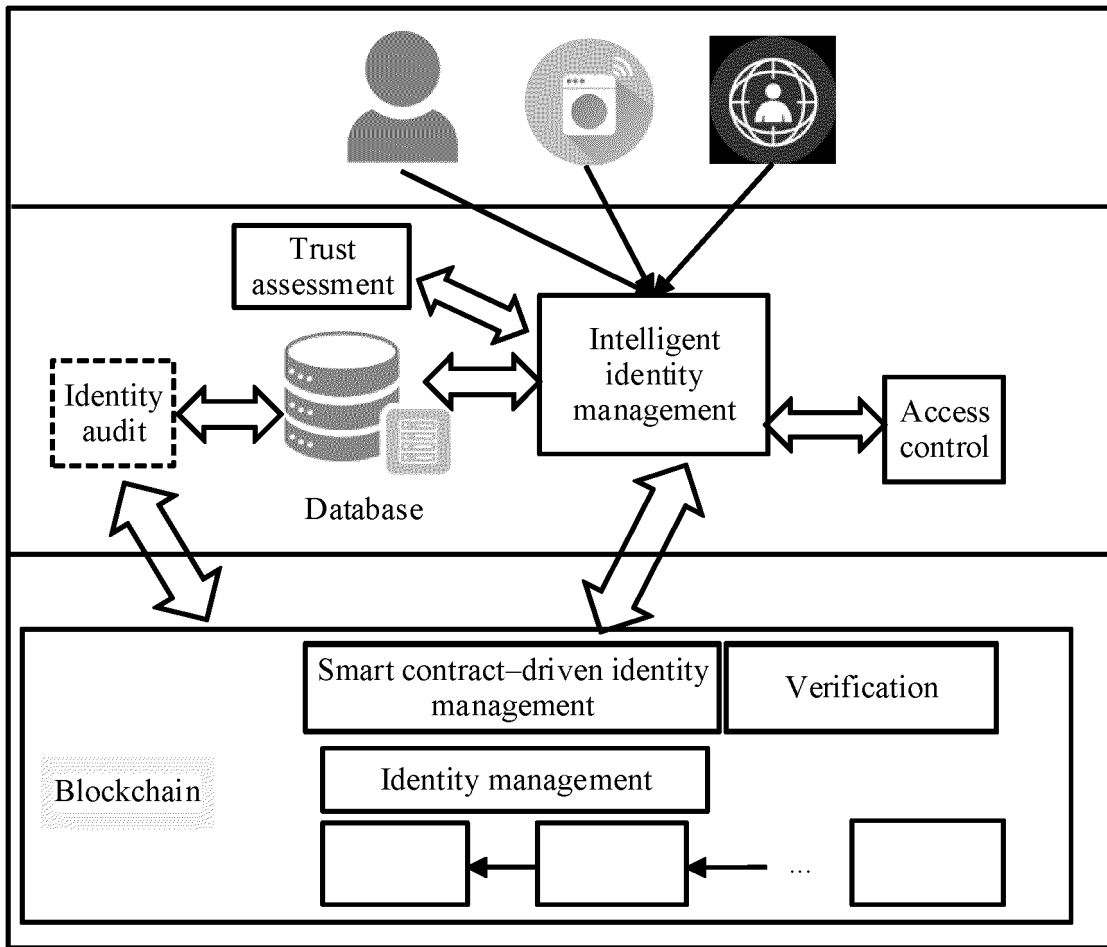 Trust
assessment
Intelligent
identity
management
Identity
audit
Access
control
Database
Smart contract–driven identity
management
Verification
Identity management
Blockchain
...